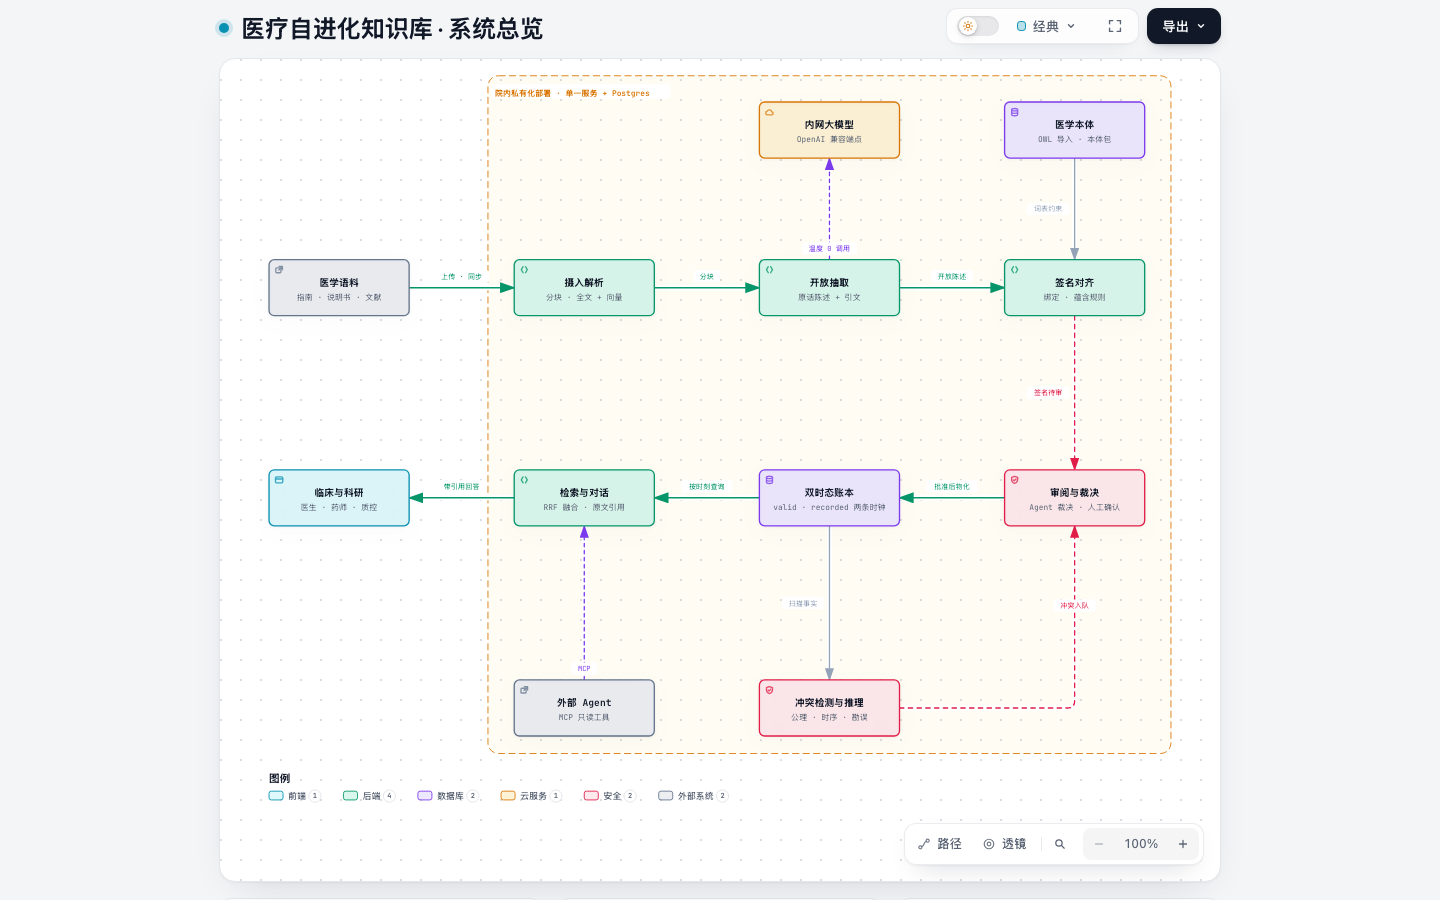 医疗自进化知识库 · 系统总览
经典
导出
院内私有化部署 · 单一服务 + Postgres
内网大模型
OpenAI 兼容端点
医学本体
OWL 导入 · 本体包
词表约束
温度 0 调用
医学语料
指南 · 说明书 · 文献
上传 · 同步
摄入解析
分块 · 全文 + 向量
分块
开放抽取
原话陈述 + 引文
开放陈述
签名对齐
绑定 · 蕴含规则
签名待审
临床与科研
医生 · 药师 · 质控
带引用回答
检索与对话
RRF 融合 · 原文引用
按时刻查询
双时态账本
valid · recorded 两条时钟
批准后物化
审阅与裁决
Agent 裁决 · 人工确认
扫描事实
冲突入队
MCP
外部 Agent
MCP 只读工具
冲突检测与推理
公理 · 时序 · 勘误
图例
前端 1
后端 4
数据库 2
云服务 1
安全 2
外部系统 2
路径
透镜
100%